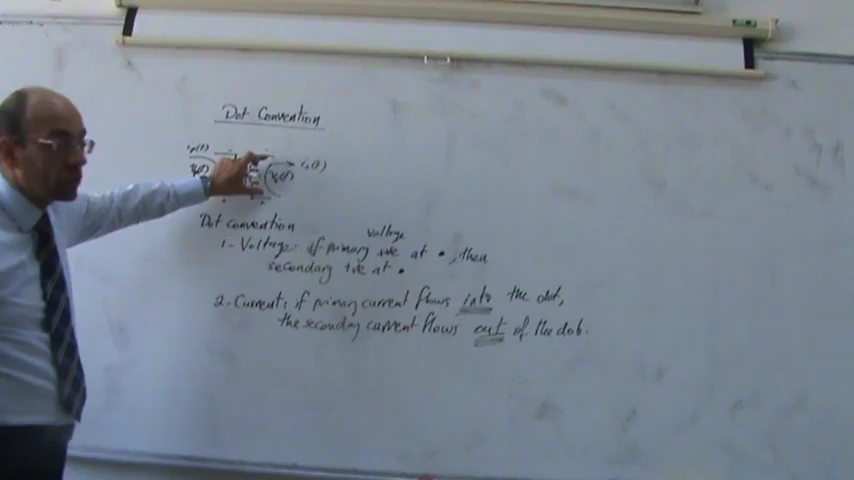 Dot Convention
Dot convention
voltage
1- Voltage: if primary +ve at •, then
secondary +ve at •
2- Current: if primary current flows into the dot,
the secondary current flows out of the dot.